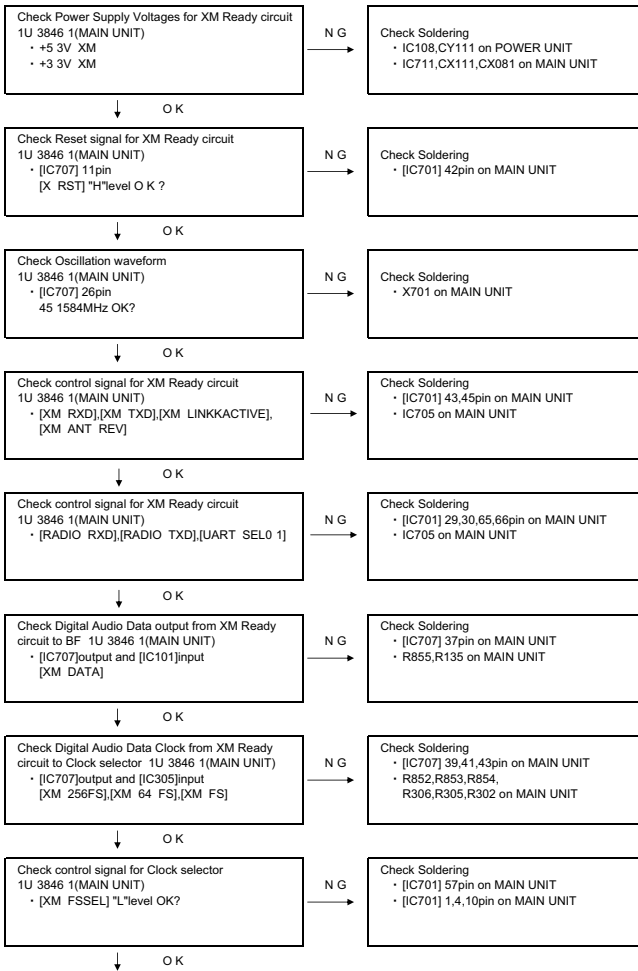 Check Power Supply Voltages for XM Ready circuit
1U 3846 1(MAIN UNIT)
・ +5 3V XM
・ +3 3V XM
N G
Check Soldering
・ IC108,CY111 on POWER UNIT
・ IC711,CX111,CX081 on MAIN UNIT
O K
Check Reset signal for XM Ready circuit
1U 3846 1(MAIN UNIT)
・ [IC707] 11pin
[X RST] "H"level O K ?
N G
Check Soldering
・ [IC701] 42pin on MAIN UNIT
O K
Check Oscillation waveform
1U 3846 1(MAIN UNIT)
・ [IC707] 26pin
45 1584MHz OK?
N G
Check Soldering
・ X701 on MAIN UNIT
O K
Check control signal for XM Ready circuit
1U 3846 1(MAIN UNIT)
・ [XM RXD],[XM TXD],[XM LINKKACTIVE],
[XM ANT REV]
N G
Check Soldering
・ [IC701] 43,45pin on MAIN UNIT
・ IC705 on MAIN UNIT
O K
Check control signal for XM Ready circuit
1U 3846 1(MAIN UNIT)
・ [RADIO RXD],[RADIO TXD],[UART SEL0 1]
N G
Check Soldering
・ [IC701] 29,30,65,66pin on MAIN UNIT
・ IC705 on MAIN UNIT
O K
Check Digital Audio Data output from XM Ready
circuit to BF 1U 3846 1(MAIN UNIT)
・ [IC707]output and [IC101]input
[XM DATA]
N G
Check Soldering
・ [IC707] 37pin on MAIN UNIT
・ R855,R135 on MAIN UNIT
O K
Check Digital Audio Data Clock from XM Ready
circuit to Clock selector 1U 3846 1(MAIN UNIT)
・ [IC707]output and [IC305]input
[XM 256FS],[XM 64 FS],[XM FS]
N G
Check Soldering
・ [IC707] 39,41,43pin on MAIN UNIT
・ R852,R853,R854,
R306,R305,R302 on MAIN UNIT
O K
Check control signal for Clock selector
1U 3846 1(MAIN UNIT)
・ [XM FSSEL] "L"level OK?
N G
Check Soldering
・ [IC701] 57pin on MAIN UNIT
・ [IC701] 1,4,10pin on MAIN UNIT
O K